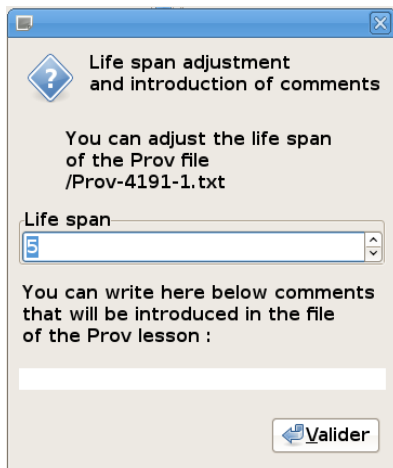 Life span adjustment
and introduction of comments
You can adjust the life span
of the Prov file
/Prov-4191-1.txt
Life span
5
You can write here below comments
that will be introduced in the file
of the Prov lesson :
Valider